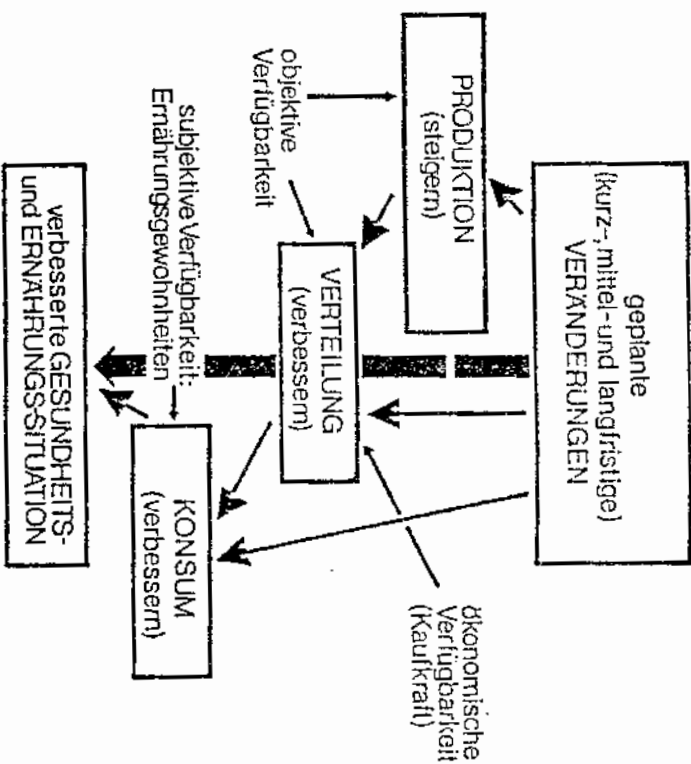 geplante
(kurz-, mittel- und langfristige)
VERÄNDERUNGEN
PRODUKTION
(steigern)
ökonomische
Verfügbarkeit
(Kaufkraft)
objektive
Verfügbarkeit
VERTEILUNG
(verbessern)
subjektive Verfügbarkeit:
Ernährungsgewohnheiten
KONSUM
(verbessern)
verbesserte GESUNDHEITS-
und ERNÄHRUNGS-SITUATION